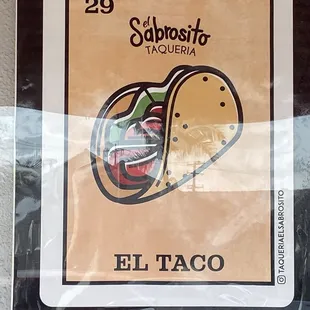 29
el
Sabrosito
TAQUERIA
EL TACO
TAQUERIAELSABROSITO